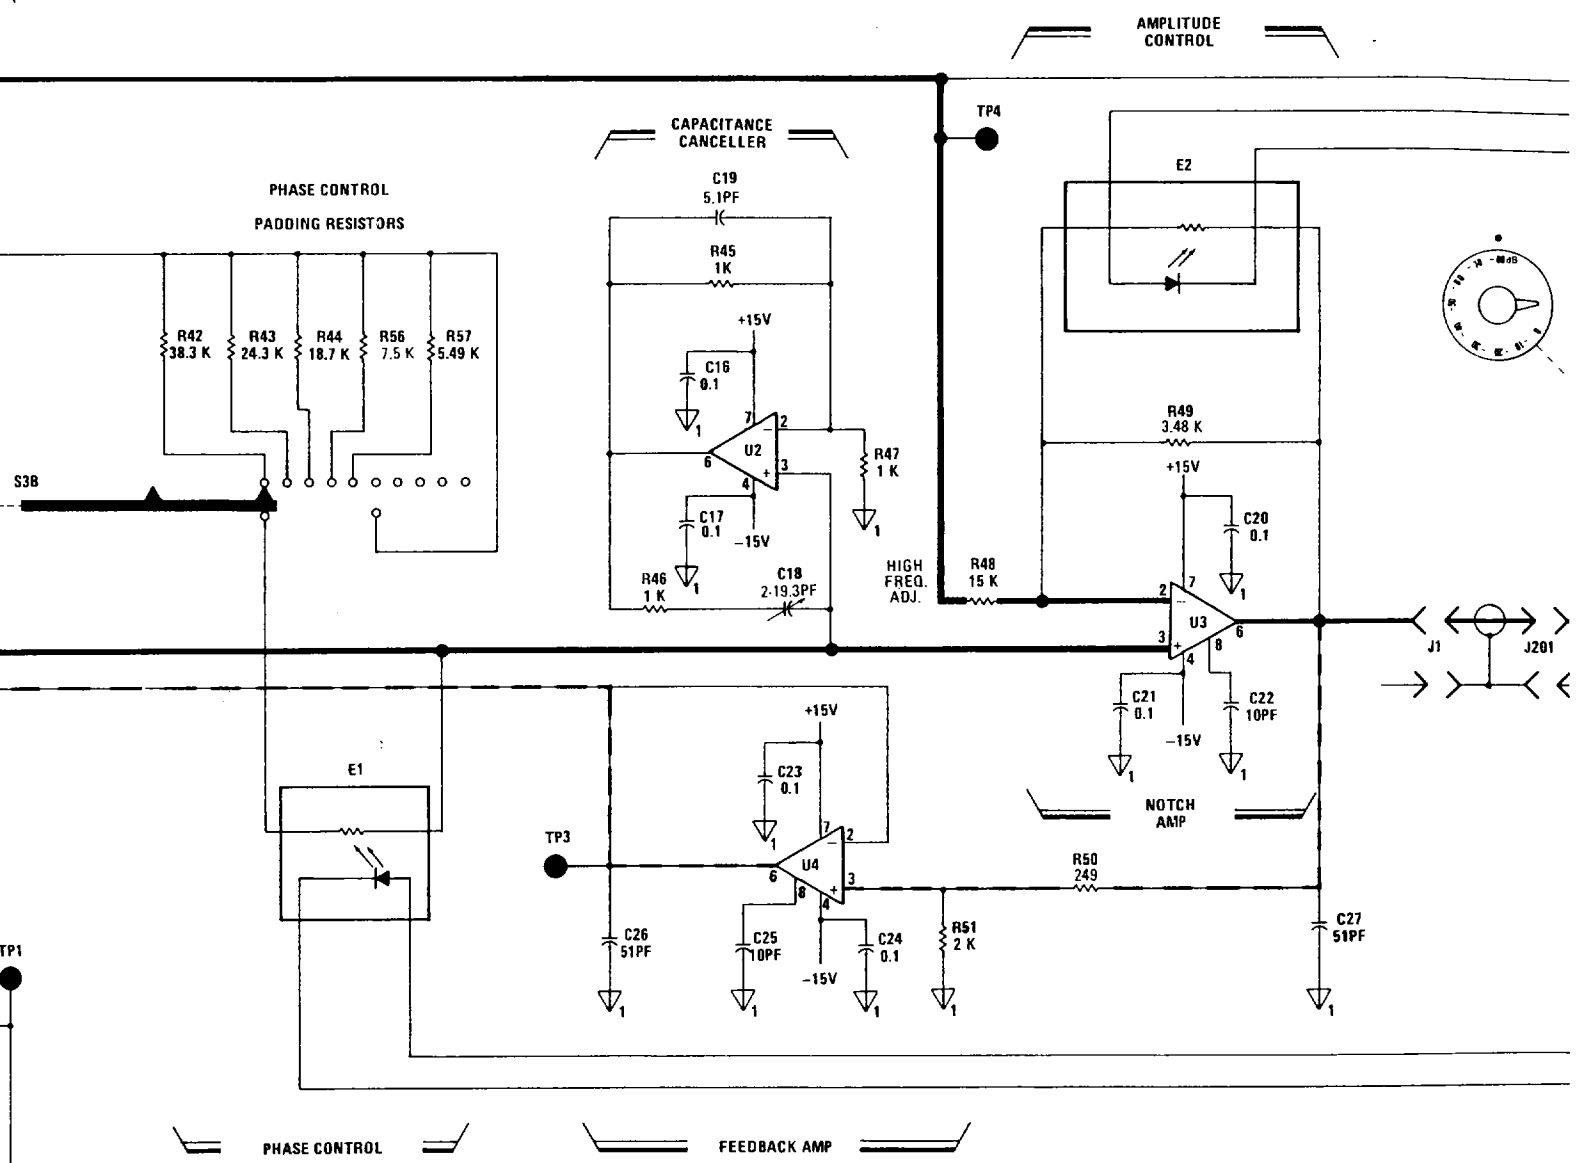 AMPLITUDE
CONTROL
TP4
CAPACITANCE
CANCELLER
C19
5.1PF
E2
PHASE CONTROL
PADDING RESISTORS
R45
1K
+15V
R42
38.3 K
R43
24.3 K
R44
18.7 K
R56
7.5 K
R57
5.49 K
C16
0.1
1
7
2
U2
6
3
4
R47
1 K
1
R49
3.48 K
+15V
S3B
C17
0.1
-15V
1
C20
0.1
1
HIGH
FREQ.
ADJ.
R48
15 K
R46
1 K
C18
2-19.3PF
7
2
U3
6
3
4
8
J1
J201
C21
0.1
-15V
1
C22
10PF
1
+15V
C23
0.1
1
E1
NOTCH
AMP
TP3
7
2
U4
6
3
8
4
R50
249
C26
51PF
1
C25
10PF
1
-15V
C24
0.1
1
R51
2 K
1
C27
51PF
1
TP1
PHASE CONTROL
FEEDBACK AMP